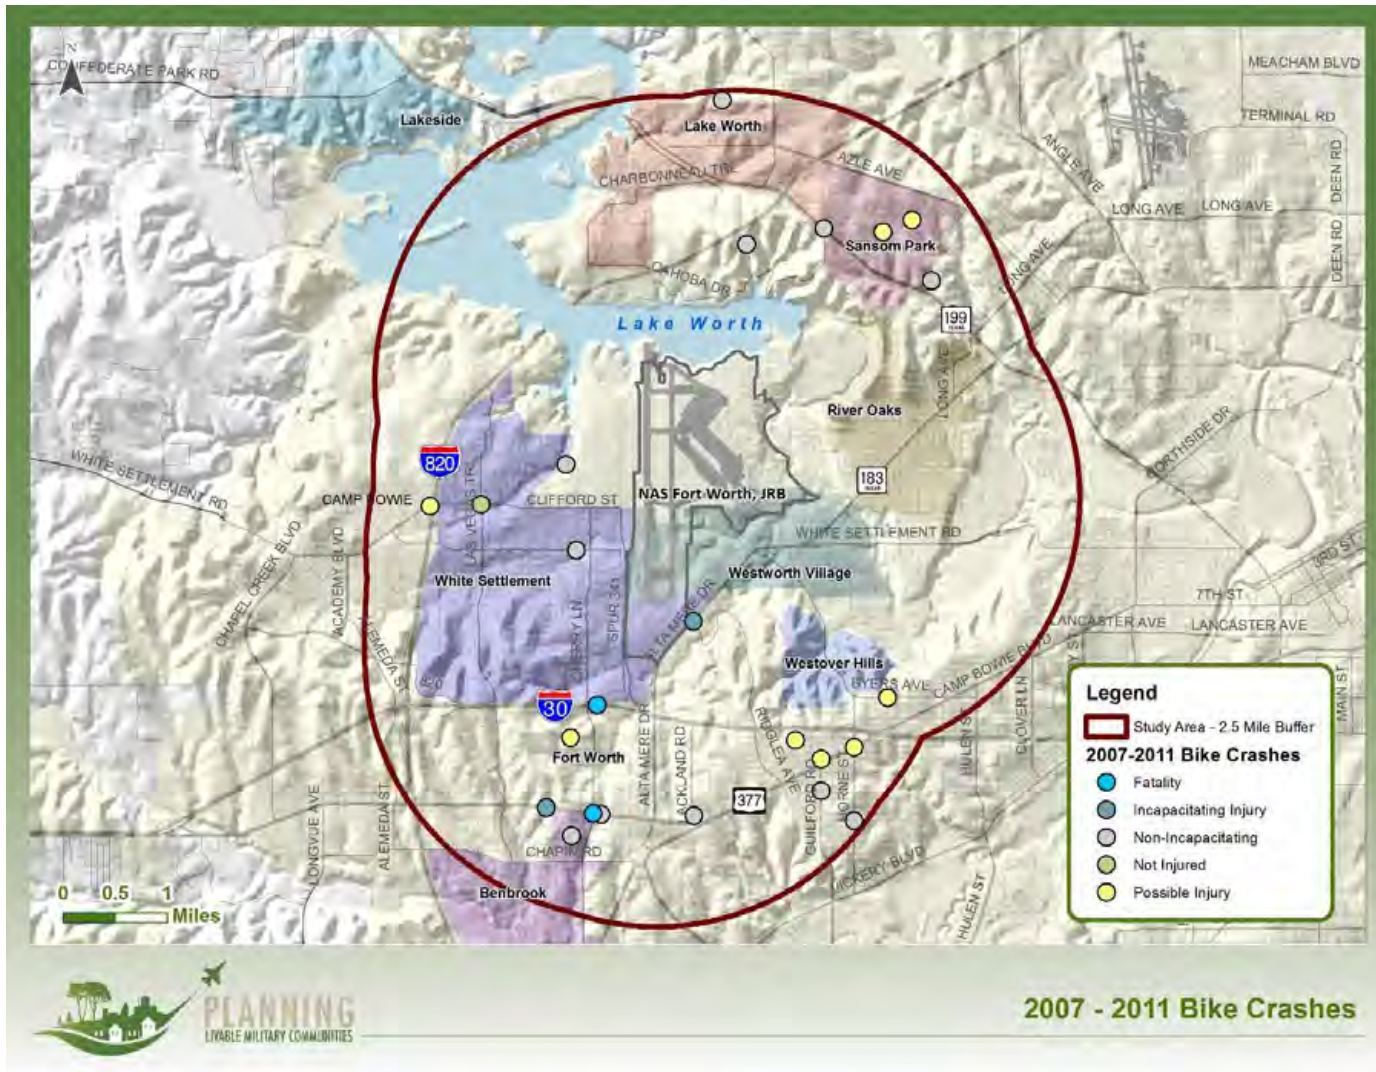 N
CONFEDERATE PARK RD
MEACHAM BLVD
Lakeside
Lake Worth
TERMINAL RD
ANGLE AVE
DEEN RD
AZLE AVE
CHARBONNEAU TRL
LONG AVE
LONG AVE
Sansom Park
DEEN RD
CAHOBA DR
LONG AVE
Lake Worth
199
TEXAS
LONG AVE
River Oaks
NORTHSIDE DR
820
WHITE SETTLEMENT RD
LAS VEGAS TR
183
TEXAS
CAMP BOWIE
CLIFFORD ST
NAS Fort Worth, JRB
CHAPEL CREEK BLVD
ACADEMY BLVD
WHITE SETTLEMENT RD
3RD ST
White Settlement
Westworth Village
7TH ST
CHERRY LN
SPUR 341
ALTA MERE DR
LANCASTER AVE
LANCASTER AVE
ALEMEDA ST
Westover Hills
CAMP BOWIE BLVD
820
BYERS AVE
30
RIDGLEA AVE
HULEN ST
CLOVER LN
MAIN ST
Fort Worth
ALTA MERE DR
ACKLAND RD
377
GUILFORD RD
HORNE ST
LONGVUE AVE
ALEMEDA ST
CHAPIN RD
VICKERY BLVD
Benbrook
HULEN ST
Legend
Study Area - 2.5 Mile Buffer
2007-2011 Bike Crashes
Fatality
Incapacitating Injury
Non-Incapacitating
Not Injured
Possible Injury
0 0.5 1
Miles
PLANNING
LIVABLE MILITARY COMMUNITIES
2007 - 2011 Bike Crashes